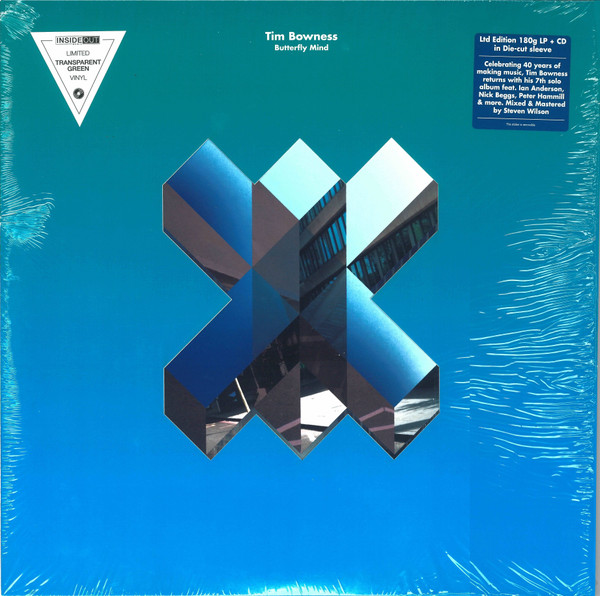 INSIDEOUT
LIMITED
TRANSPARENT
GREEN
VINYL
Tim Bowness
Butterfly Mind
Ltd Edition 180g LP + CD
in Die-cut sleeve
Celebrating 40 years of
making music, Tim Bowness
returns with his 7th solo
album feat. Ian Anderson,
Nick Beggs, Peter Hammill
& more. Mixed & Mastered
by Steven Wilson